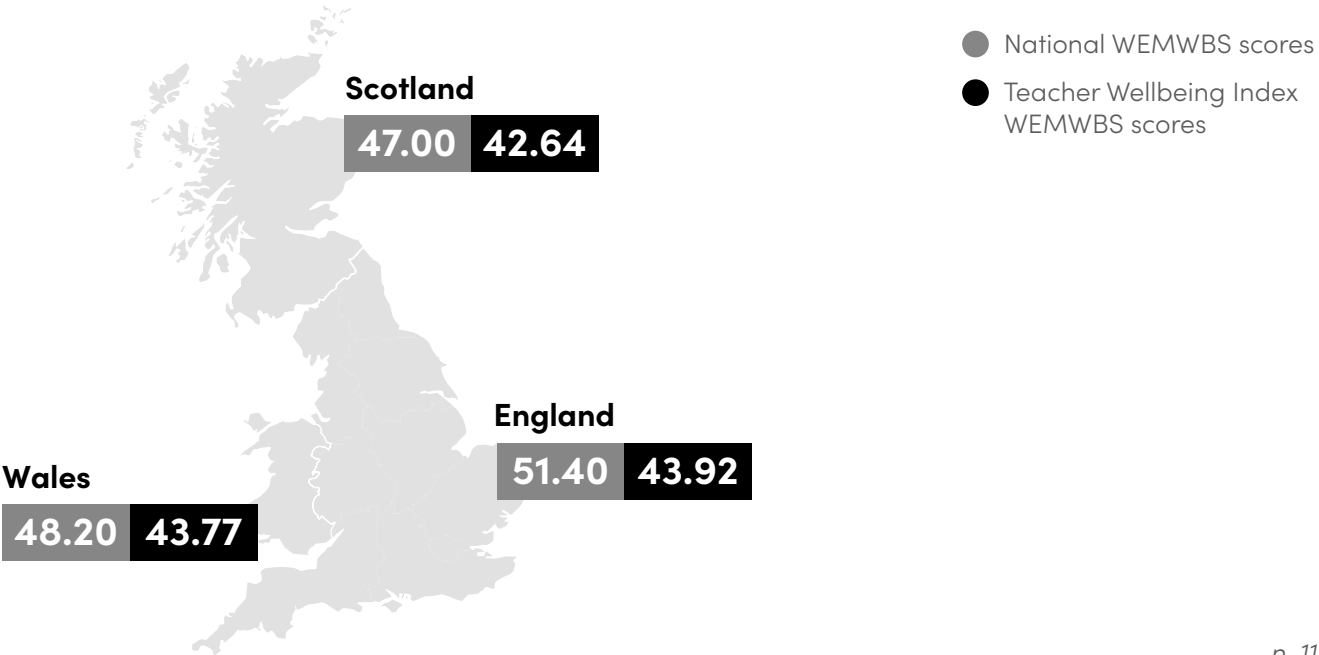 National WEMWBS scores
Teacher Wellbeing Index
WEMWBS scores
Scotland
47.00 42.64
England
51.40 43.92
Wales
48.20 43.77
p. 11